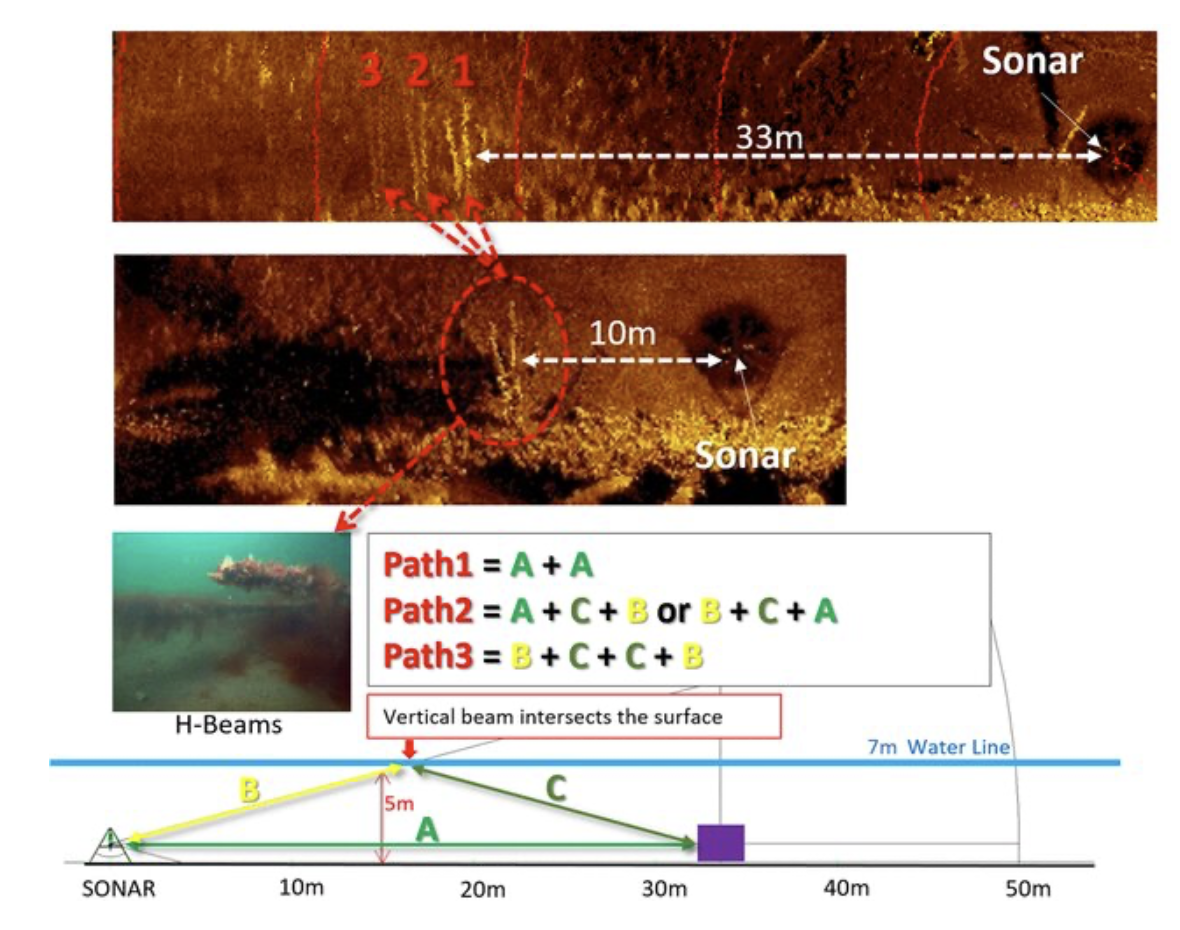 3 2 1
Sonar
33m
10m
Sonar
Path1 = A + A
Path2 = A + C + B or B + C + A
Path3 = B + C + C + B
H-Beams
Vertical beam intersects the surface
7m Water Line
B
C
5m
A
SONAR 10m 20m 30m 40m 50m